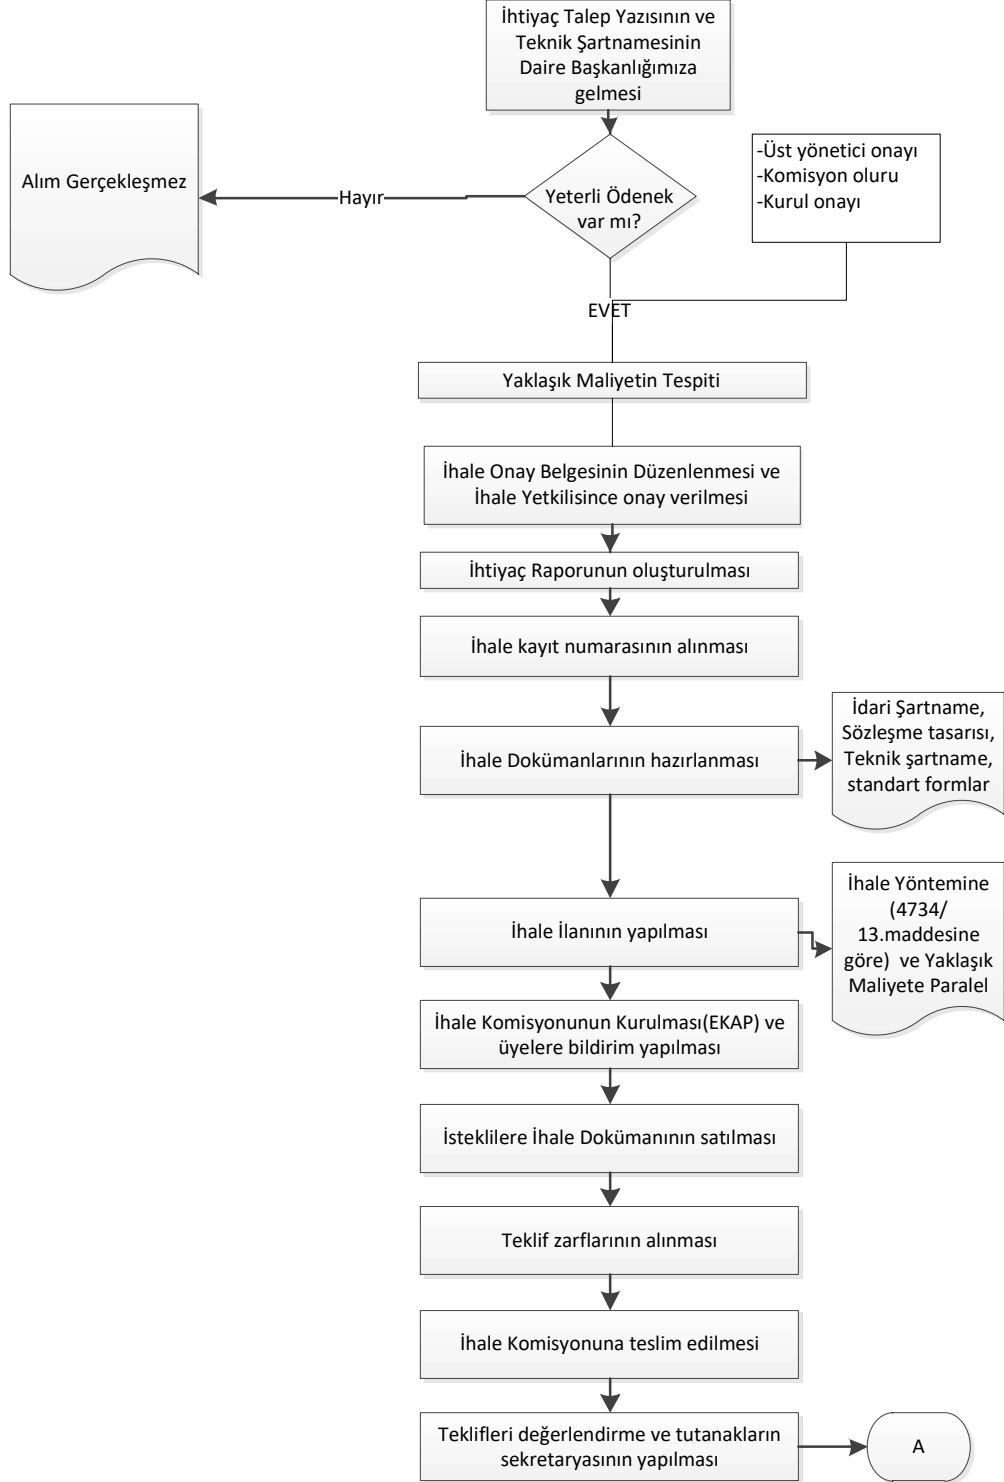 İhtiyaç Talep Yazısının ve
Teknik Şartnamesinin
Daire Başkanlığımıza
gelmesi
Alım Gerçekleşmez
Hayır
Yeterli Ödenek
var mı?
-Üst yönetici onayı
-Komisyon oluru
-Kurul onayı
EVET
Yaklaşık Maliyetin Tespiti
İhale Onay Belgesinin Düzenlenmesi ve
İhale Yetkilisince onay verilmesi
İhtiyaç Raporunun oluşturulması
İhale kayıt numarasının alınması
İhale Dokümanlarının hazırlanması
İdari Şartname,
Sözleşme tasarısı,
Teknik şartname,
standart formlar
İhale İlanının yapılması
İhale Yöntemine
(4734/
13.maddesine
göre)  ve Yaklaşık
Maliyete Paralel
İhale Komisyonunun Kurulması(EKAP) ve
üyelere bildirim yapılması
İsteklilere İhale Dokümanının satılması
Teklif zarflarının alınması
İhale Komisyonuna teslim edilmesi
Teklifleri değerlendirme ve tutanakların
sekretaryasının yapılması
A